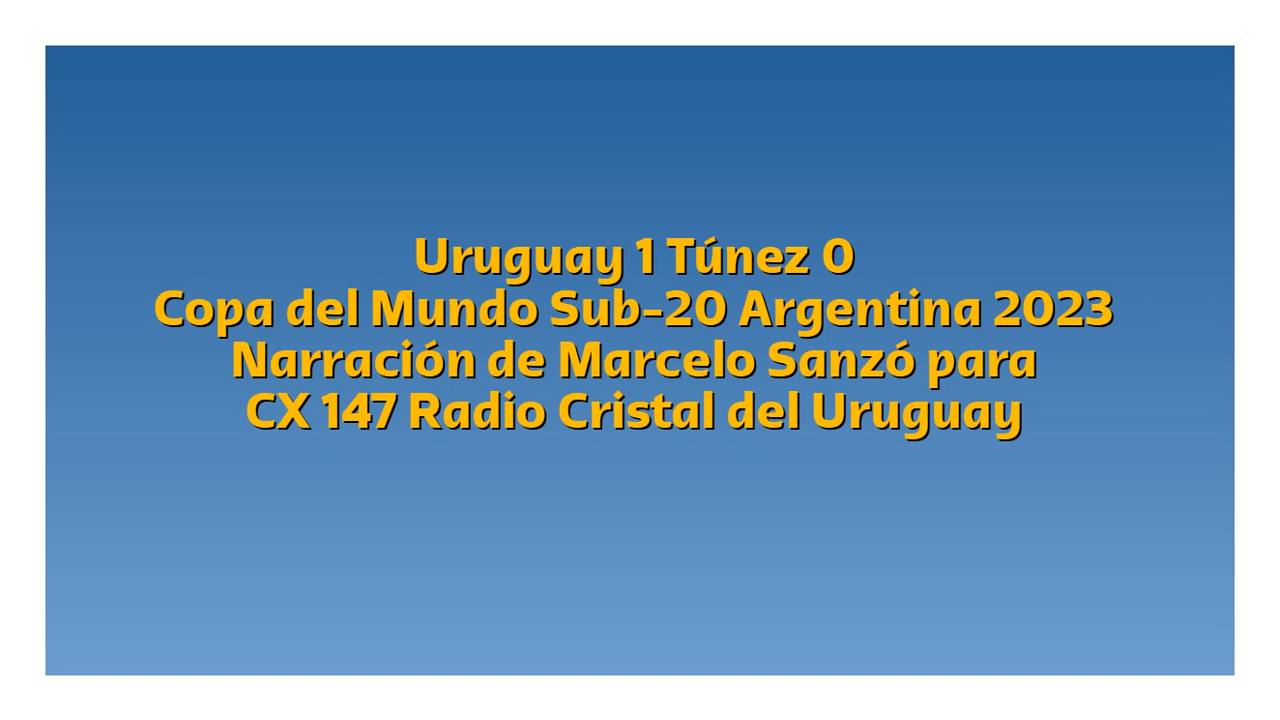 Uruguay 1 Túnez 0
Copa del Mundo Sub-20 Argentina 2023
Narración de Marcelo Sanzó para
CX 147 Radio Cristal del Uruguay